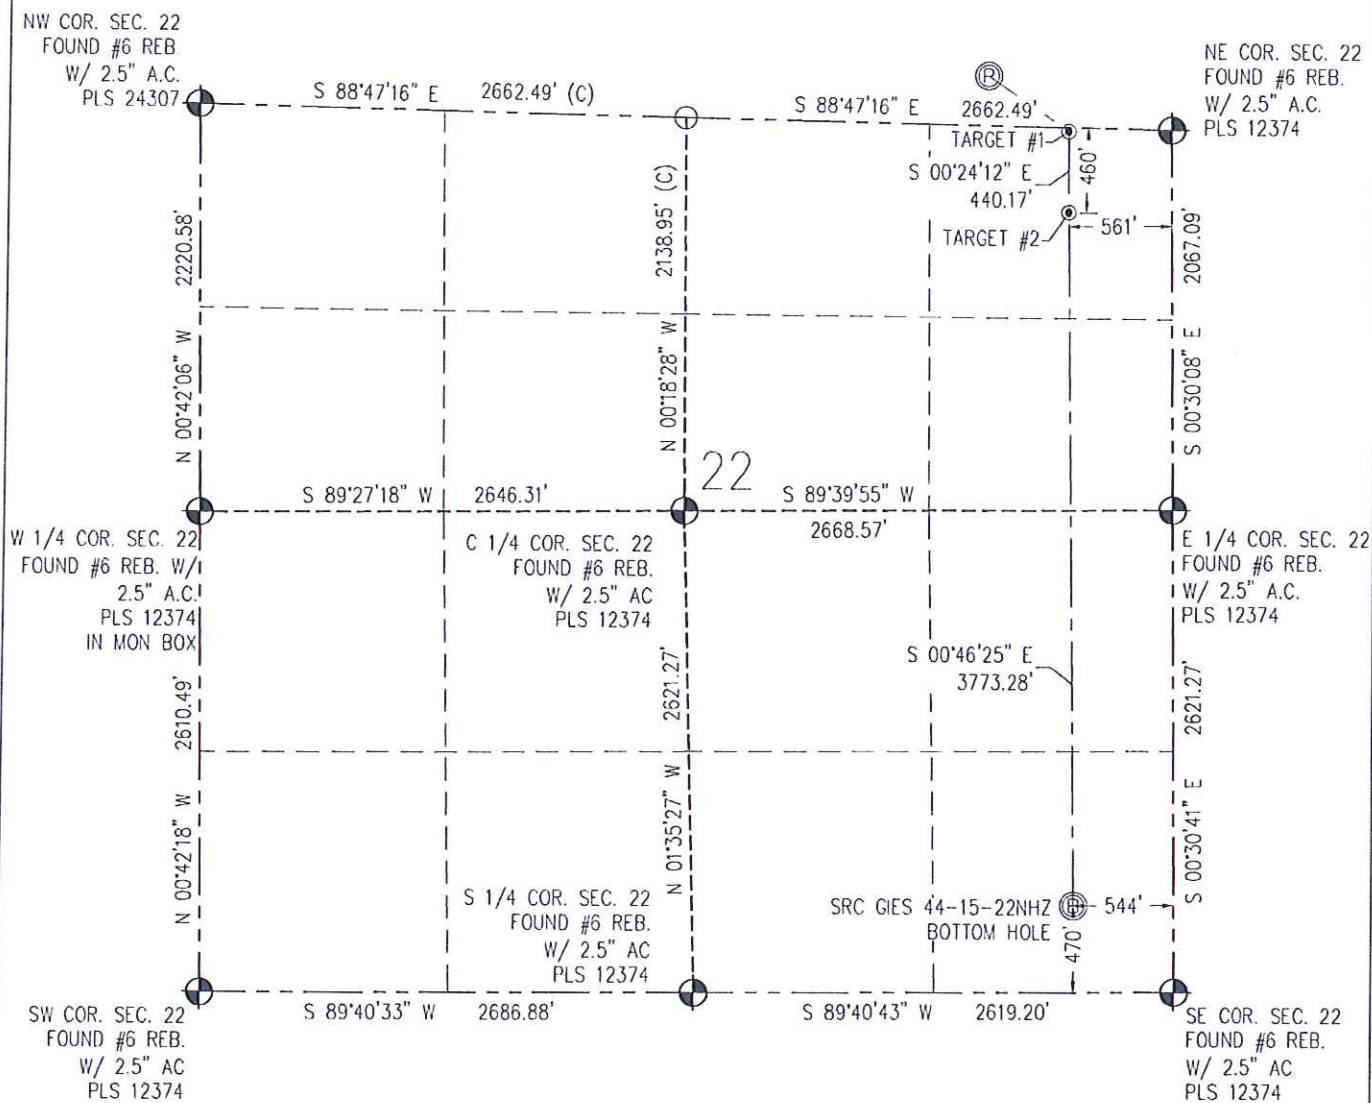 NW COR. SEC. 22
FOUND #6 REB.
W/ 2.5" A.C.
PLS 24307
S 88°47'16" E
2662.49' (C)
S 88°47'16" E
R
2662.49'
NE COR. SEC. 22
FOUND #6 REB.
W/ 2.5" A.C.
PLS 12374
TARGET #1
S 00°24'12" E
440.17'
460'
TARGET #2
561'
2220.58'
N 00°42'06" W
2138.95' (C)
N 00°18'28" W
2067.09'
S 00°30'08" E
22
S 89°27'18" W
2646.31'
S 89°39'55" W
2668.57'
W 1/4 COR. SEC. 22
FOUND #6 REB. W/
2.5" A.C.
PLS 12374
IN MON BOX
C 1/4 COR. SEC. 22
FOUND #6 REB.
W/ 2.5" AC
PLS 12374
E 1/4 COR. SEC. 22
FOUND #6 REB.
W/ 2.5" A.C.
PLS 12374
S 00°46'25" E
3773.28'
2610.49'
N 00°42'18" W
2621.27'
N 01°35'27" W
2621.27'
S 00°30'41" E
S 1/4 COR. SEC. 22
FOUND #6 REB.
W/ 2.5" AC
PLS 12374
SRC GIES 44-15-22NHZ
BOTTOM HOLE
544'
470'
SW COR. SEC. 22
FOUND #6 REB.
W/ 2.5" AC
PLS 12374
S 89°40'33" W
2686.88'
S 89°40'43" W
2619.20'
SE COR. SEC. 22
FOUND #6 REB.
W/ 2.5" AC
PLS 12374